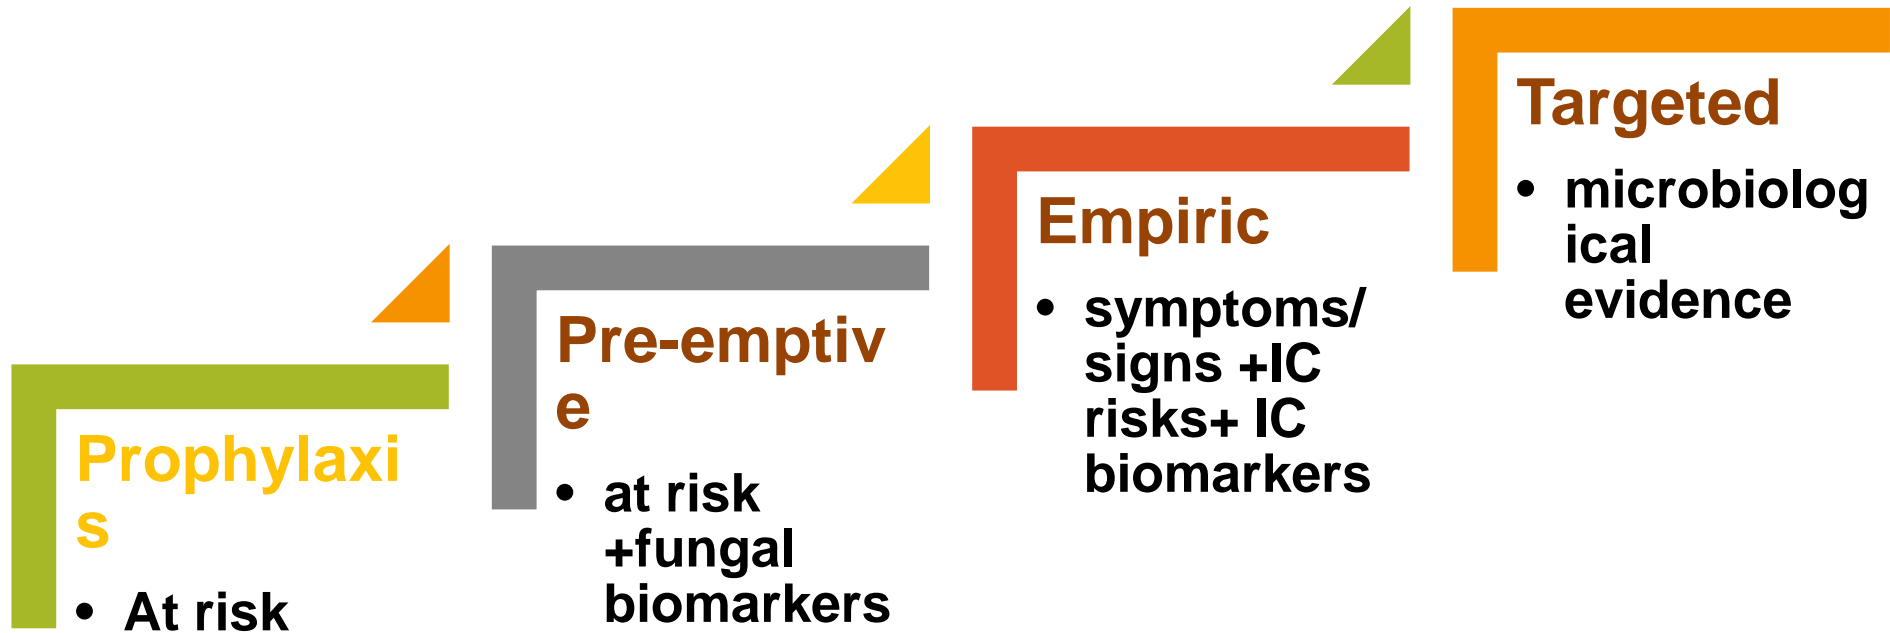 Prophylaxi
s
• At risk
Pre-emptiv
e
• at risk
+fungal
biomarkers
Empiric
• symptoms/
signs +IC
risks+ IC
biomarkers
Targeted
• microbiolog
ical
evidence